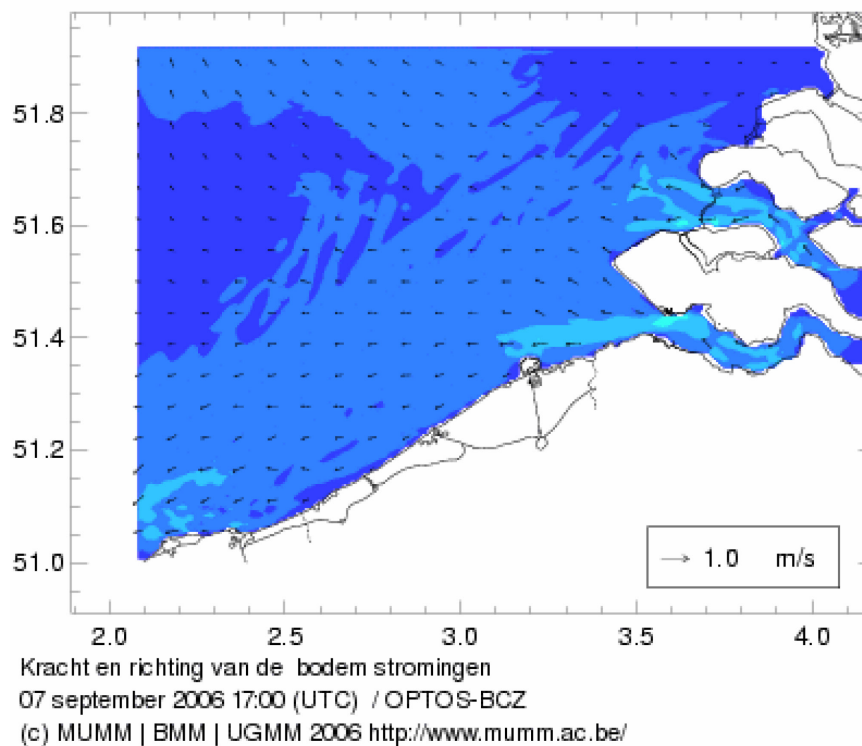 51.8
51.6
51.4
51.2
51.0
1.0 m/s
2.0 2.5 3.0 3.5 4.0
Kracht en richting van de bodem stromingen
07 september 2006 17:00 (UTC) / OPTOS-BCZ
(c) MUMM | BMM | UGMM 2006 http://www.mumm.ac.be/